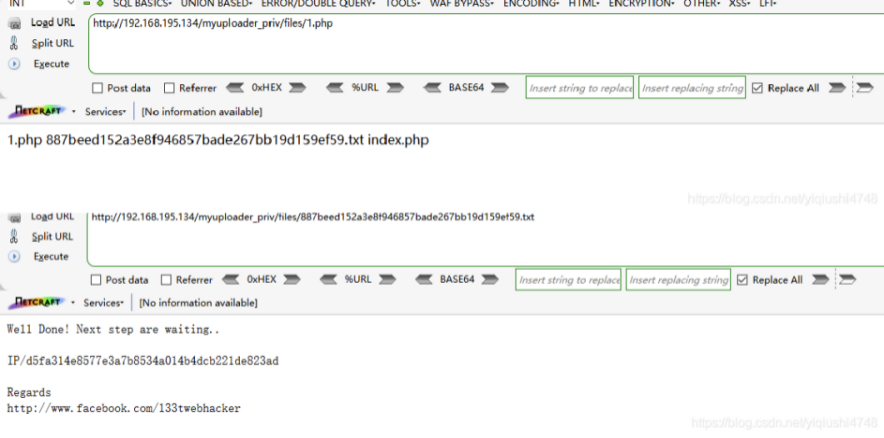 INT SQL BASICS UNION BASED ERROR/DOUBLE QUERY TOOLS WAF BYPASS ENCODING HTML ENCRYPTION OTHER XSS LFI
Load URL http://192.168.195.134/myuploader_priv/files/1.php
Split URL
Execute
Post data Referrer 0xHEX %URL BASE64 Insert string to replace Insert replacing string Replace All
NETCRAFT Services [No information available]
1.php 887beed152a3e8f946857bade267bb19d159ef59.txt index.php
https://blog.csdn.net/yiqiushi4748
Load URL http://192.168.195.134/myuploader_priv/files/887beed152a3e8f946857bade267bb19d159ef59.txt
Split URL
Execute
Post data Referrer 0xHEX %URL BASE64 Insert string to replace Insert replacing string Replace All
NETCRAFT Services [No information available]
Well Done! Next step are waiting..
IP/d5fa314e8577e3a7b8534a014b4dcb221de823ad
Regards
http://www.facebook.com/l33twebhacker
https://blog.csdn.net/yiqiushi4748